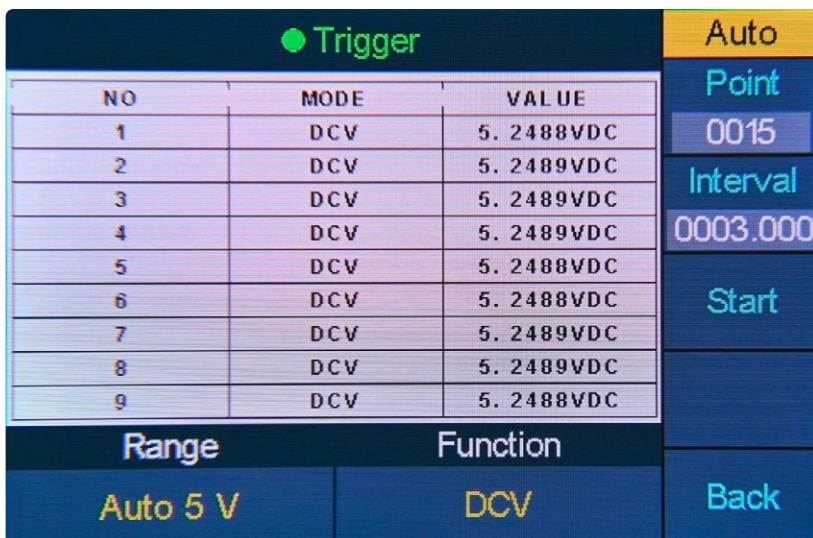 Trigger
Auto
NO MODE VALUE
1 DCV 5. 2488VDC
2 DCV 5. 2489VDC
3 DCV 5. 2489VDC
4 DCV 5. 2489VDC
5 DCV 5. 2488VDC
6 DCV 5. 2488VDC
7 DCV 5. 2489VDC
8 DCV 5. 2489VDC
9 DCV 5. 2488VDC
Range Function
Auto 5 V DCV
Point
0015
Interval
0003.000
Start
Back